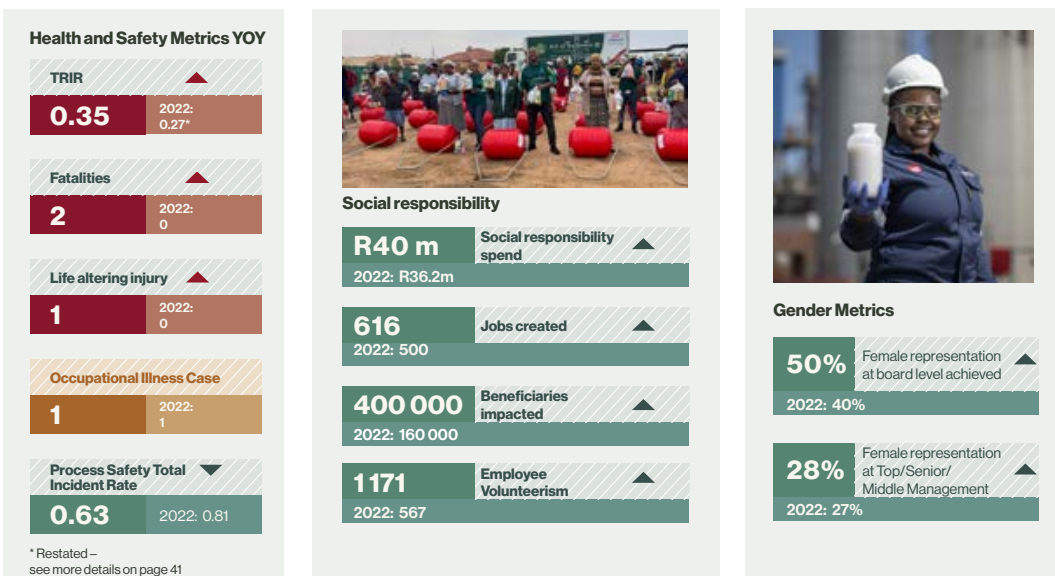 Health and Safety Metrics YOY
TRIR
0.35
2022:
0.27*
Fatalities
2
2022:
0
Life altering injury
1
2022:
0
Occupational Illness Case
1
2022:
1
Process Safety Total
Incident Rate
0.63
2022: 0.81
* Restated –
see more details on page 41
Social responsibility
R40 m
Social responsibility
spend
2022: R36.2m
616
Jobs created
2022: 500
400 000
Beneficiaries
impacted
2022: 160 000
1 171
Employee
Volunteerism
2022: 567
Gender Metrics
50%
Female representation
at board level achieved
2022: 40%
28%
Female representation
at Top/Senior/
Middle Management
2022: 27%